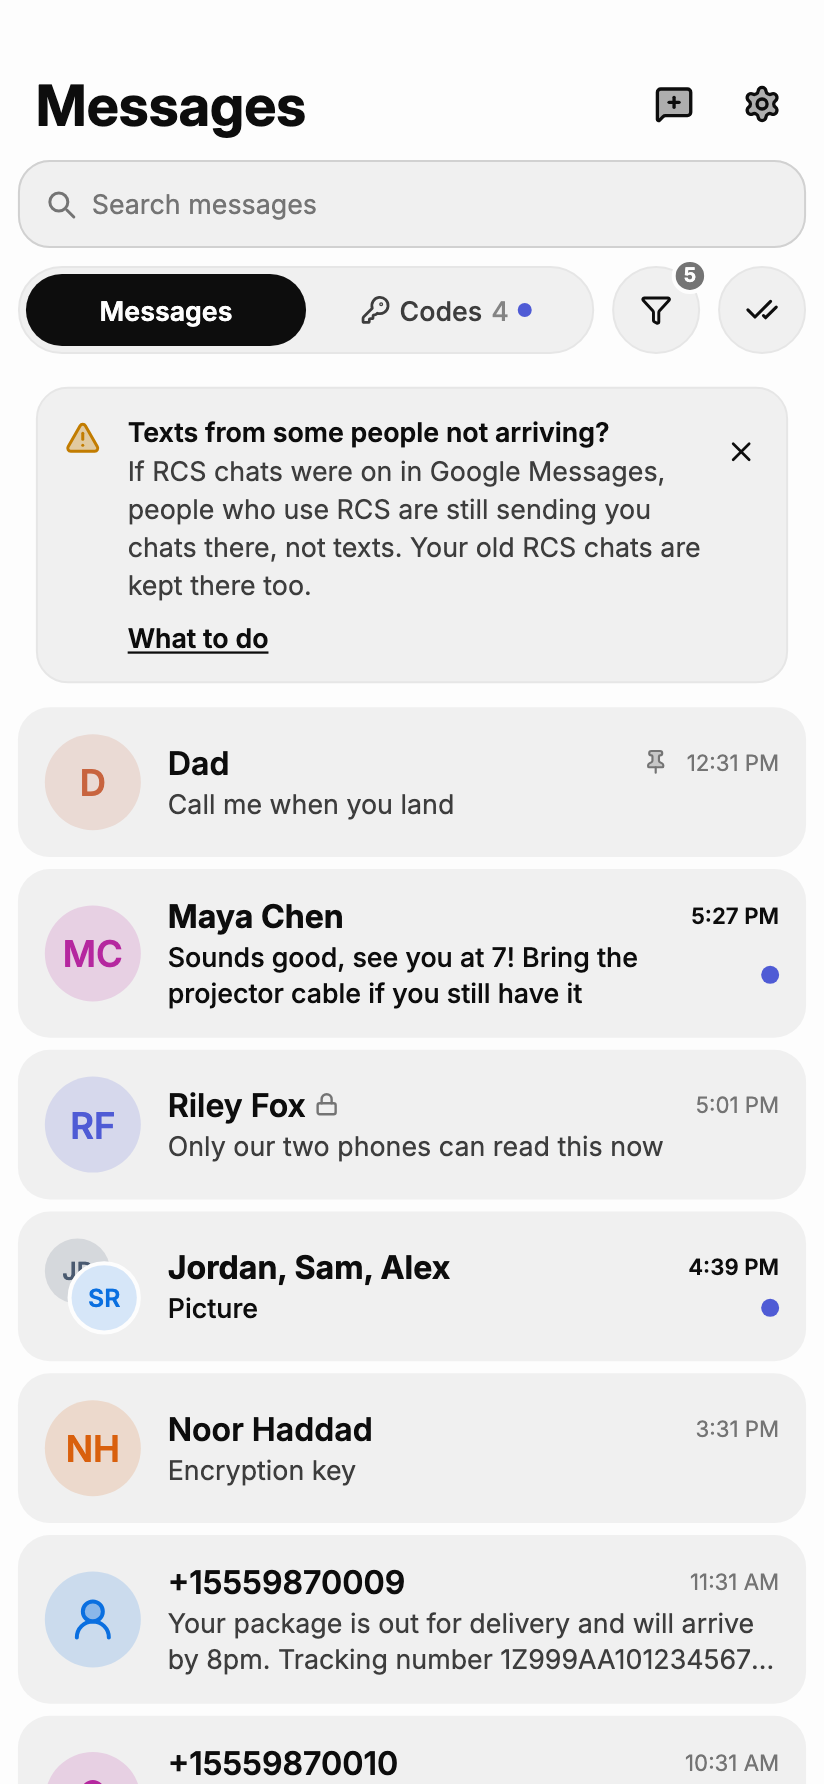 Messages
Search messages
Messages
Codes 4
5
Texts from some people not arriving?
If RCS chats were on in Google Messages,
people who use RCS are still sending you
chats there, not texts. Your old RCS chats are
kept there too.
What to do
D
Dad
12:31 PM
Call me when you land
MC
Maya Chen
5:27 PM
Sounds good, see you at 7! Bring the
projector cable if you still have it
RF
Riley Fox
5:01 PM
Only our two phones can read this now
SR
Jordan, Sam, Alex
4:39 PM
Picture
NH
Noor Haddad
3:31 PM
Encryption key
+15559870009
11:31 AM
Your package is out for delivery and will arrive
by 8pm. Tracking number 1Z999AA101234567...
+15559870010
10:31 AM